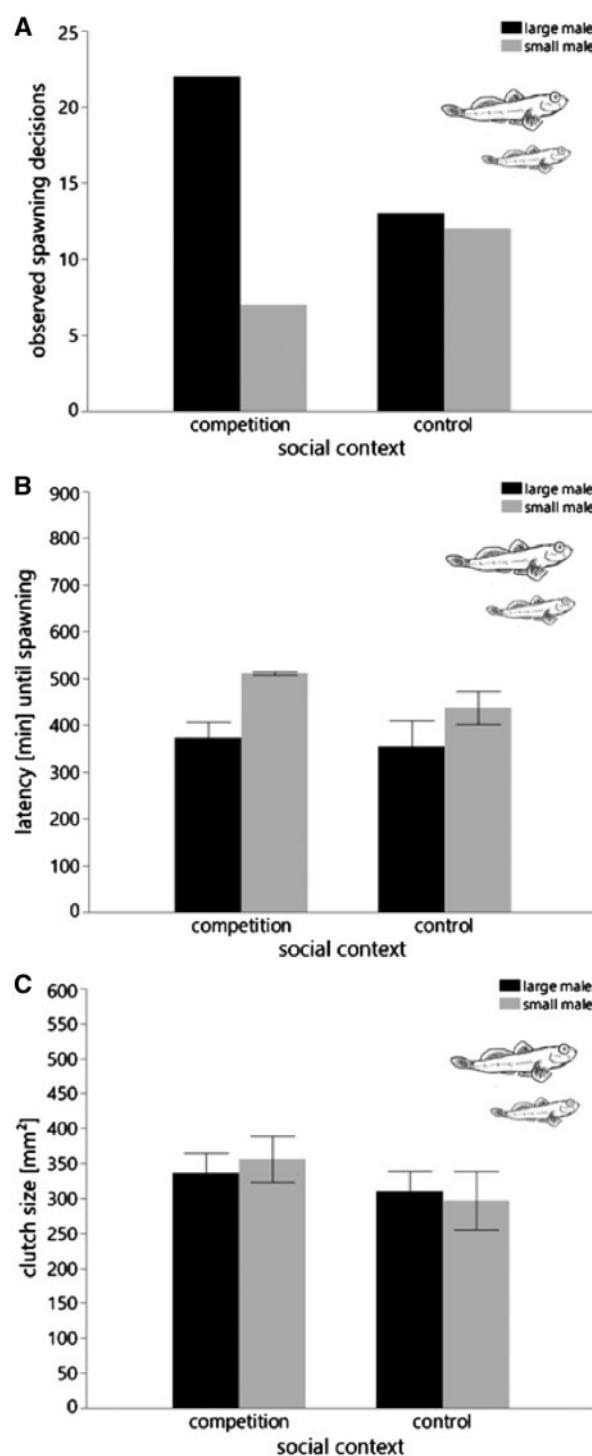 A
large male
small male
observed spawning decisions
25
20
15
10
5
0
competition
control
social context
B
large male
small male
latency [min] until spawning
900
800
700
600
500
400
300
200
100
0
competition
control
social context
C
large male
small male
clutch size [mm²]
600
550
500
450
400
350
300
250
200
150
100
50
0
competition
control
social context